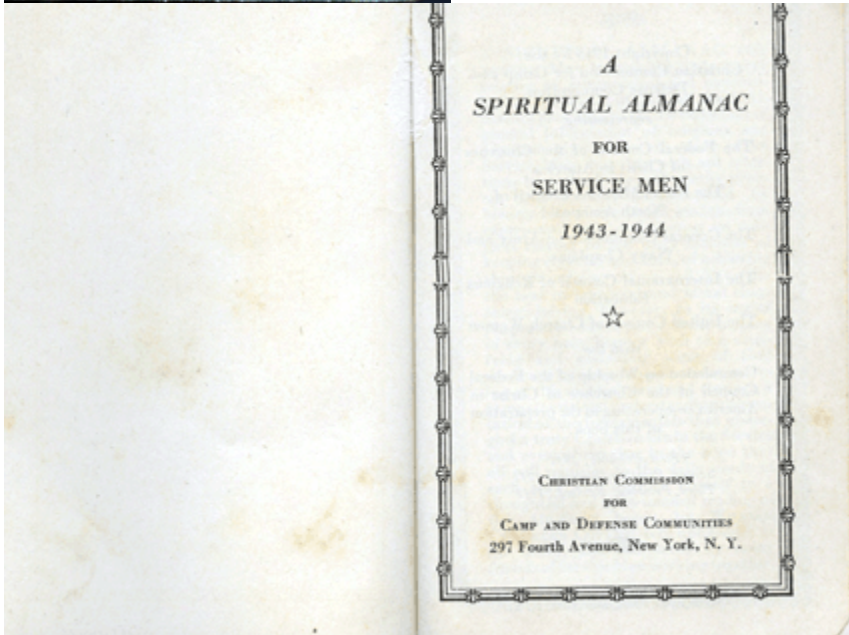 A
SPIRITUAL ALMANAC
FOR
SERVICE MEN
1943-1944
CHRISTIAN COMMISSION
FOR
CAMP AND DEFENSE COMMUNITIES
297 Fourth Avenue, New York, N. Y.